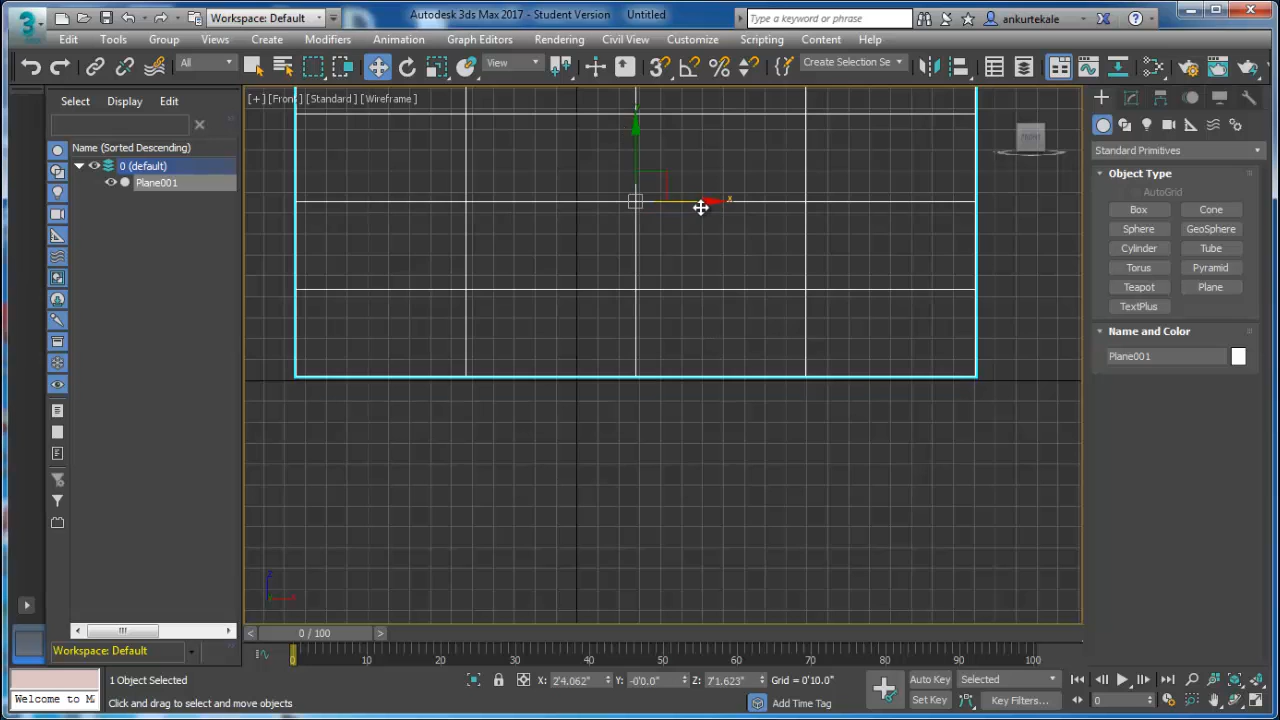 Workspace: Default
Autodesk 3ds Max 2017 - Student Version Untitled
Type a keyword or phrase
ankurtekale
Edit Tools Group Views Create Modifiers Animation Graph Editors Rendering Civil View Customize Scripting Content Help
All
View
Create Selection Se
Select Display Edit
[+] [Front] [Standard] [Wireframe]
FRONT
Name (Sorted Descending)
0 (default)
Plane001
x
Standard Primitives
Object Type
AutoGrid
Box Cone
Sphere GeoSphere
Cylinder Tube
Torus Pyramid
Teapot Plane
TextPlus
Name and Color
Plane001
0 / 100
Workspace: Default
0 10 20 30 40 50 60 70 80 90 100
1 Object Selected
X: 2'4.062" Y: -0'0.0" Z: 7'1.623" Grid = 0'10.0"
Auto Key Selected
Welcome to M
Click and drag to select and move objects
Add Time Tag
Set Key Key Filters...
0